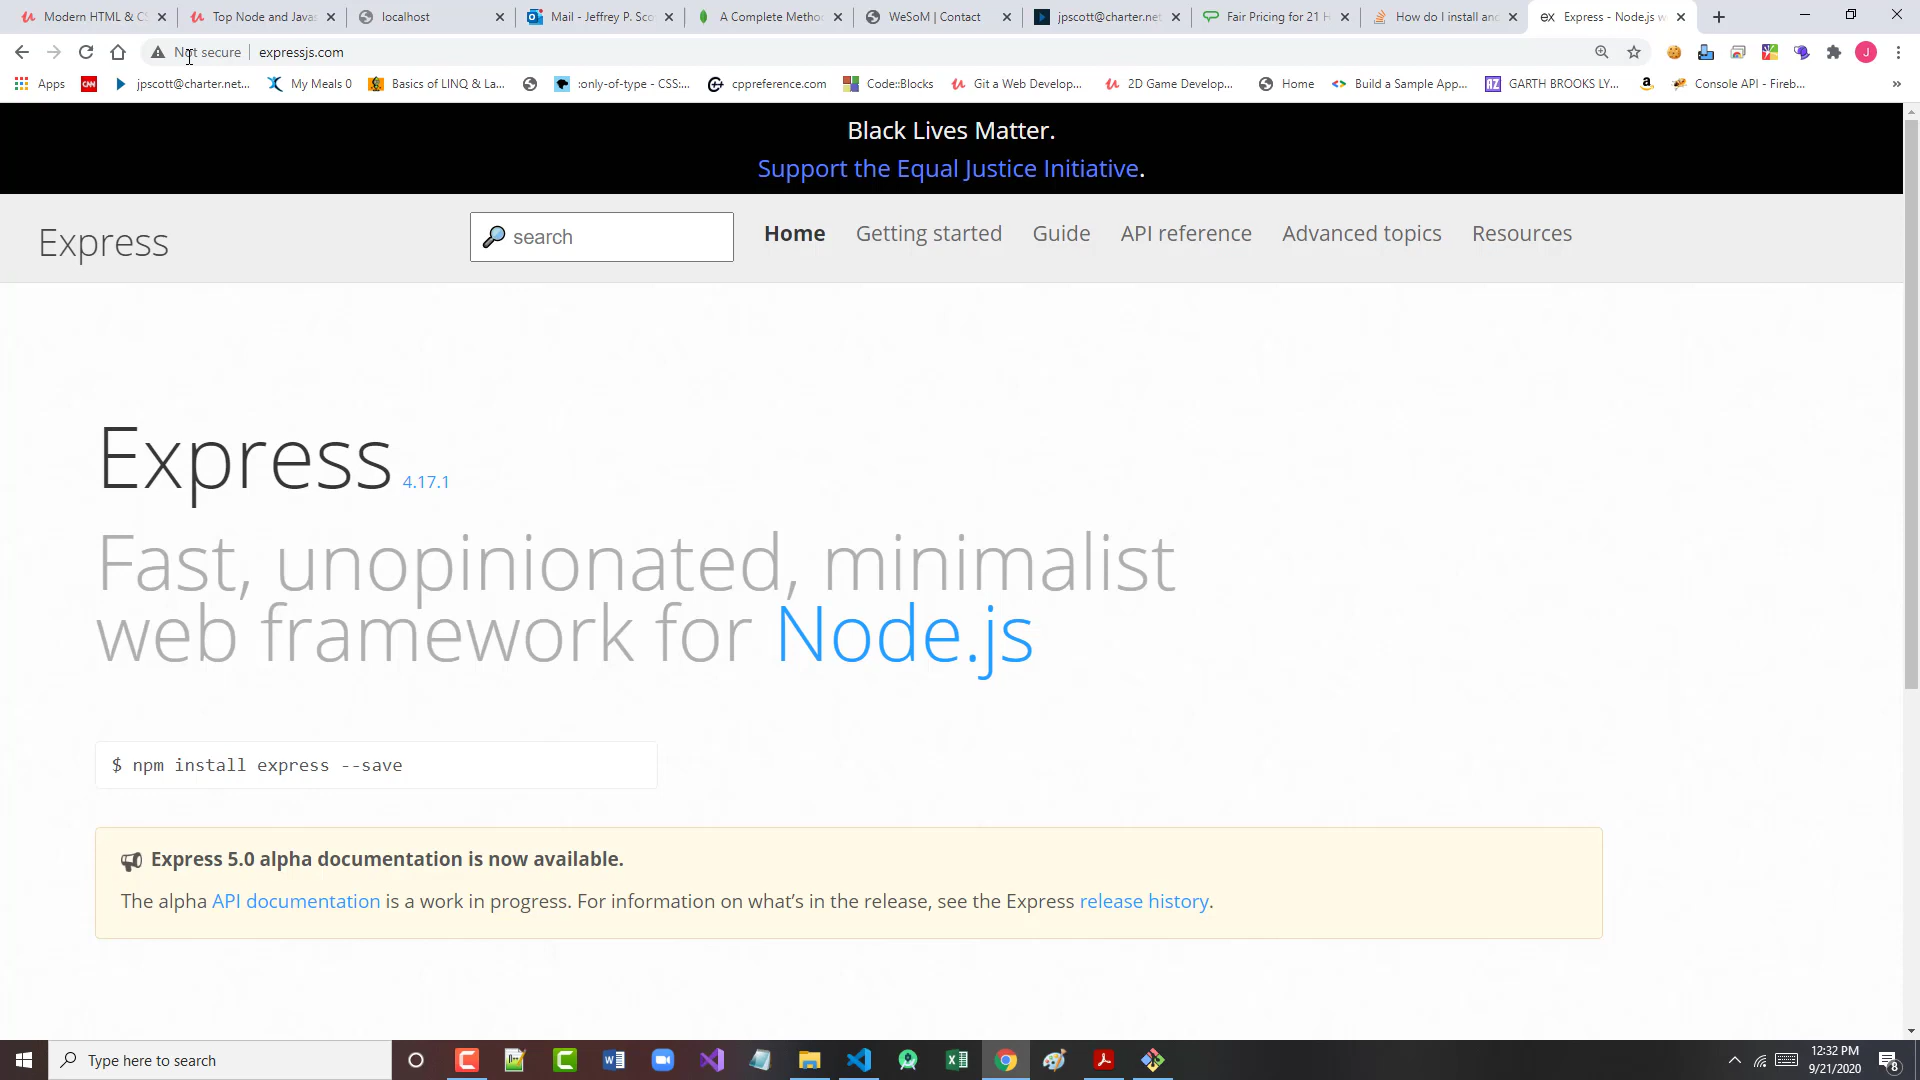 Modern HTML & C
Top Node and Javas
localhost
Mail - Jeffrey P. Sco
A Complete Metho
WeSoM | Contact
jpscott@charter.net
Fair Pricing for 21 H
How do I install and
ex Express - Node.js w
Not secure | expressjs.com
J
Apps
CNN
jpscott@charter.net...
My Meals 0
Basics of LINQ & La...
:only-of-type - CSS:...
cppreference.com
Code::Blocks
Git a Web Develop...
2D Game Develop...
Home
Build a Sample App...
AZ GARTH BROOKS LY...
Console API - Fireb...
»
Black Lives Matter.
Support the Equal Justice Initiative.
Express
search
Home
Getting started
Guide
API reference
Advanced topics
Resources
Express 4.17.1
Fast, unopinionated, minimalist
web framework for Node.js
$ npm install express --save
Express 5.0 alpha documentation is now available.
The alpha API documentation is a work in progress. For information on what’s in the release, see the Express release history.
Type here to search
12:32 PM
9/21/2020
8